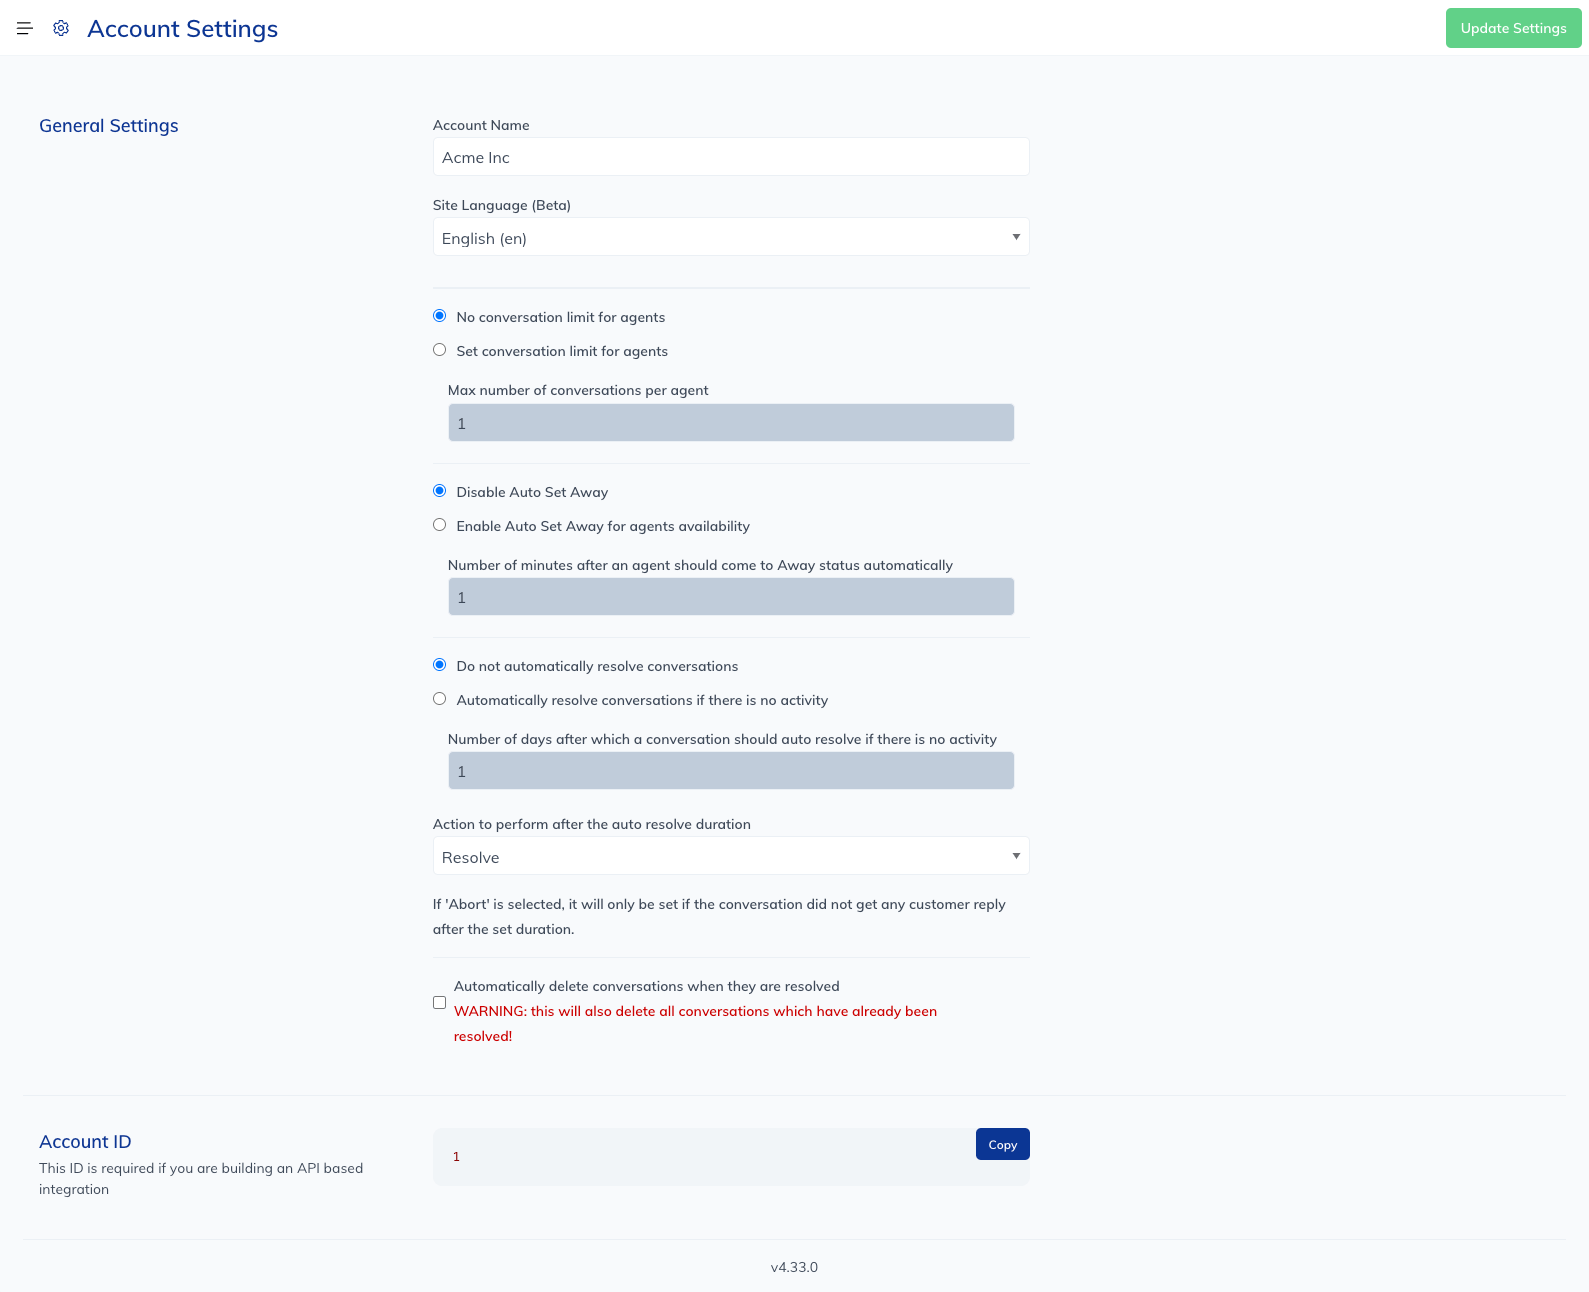 Account Settings
Update Settings
General Settings
Account Name
Acme Inc
Site Language (Beta)
English (en)
No conversation limit for agents
Set conversation limit for agents
Max number of conversations per agent
1
Disable Auto Set Away
Enable Auto Set Away for agents availability
Number of minutes after an agent should come to Away status automatically
1
Do not automatically resolve conversations
Automatically resolve conversations if there is no activity
Number of days after which a conversation should auto resolve if there is no activity
1
Action to perform after the auto resolve duration
Resolve
If 'Abort' is selected, it will only be set if the conversation did not get any customer reply
after the set duration.
Automatically delete conversations when they are resolved
WARNING: this will also delete all conversations which have already been
resolved!
Account ID
This ID is required if you are building an API based
integration
1
Copy
v4.33.0